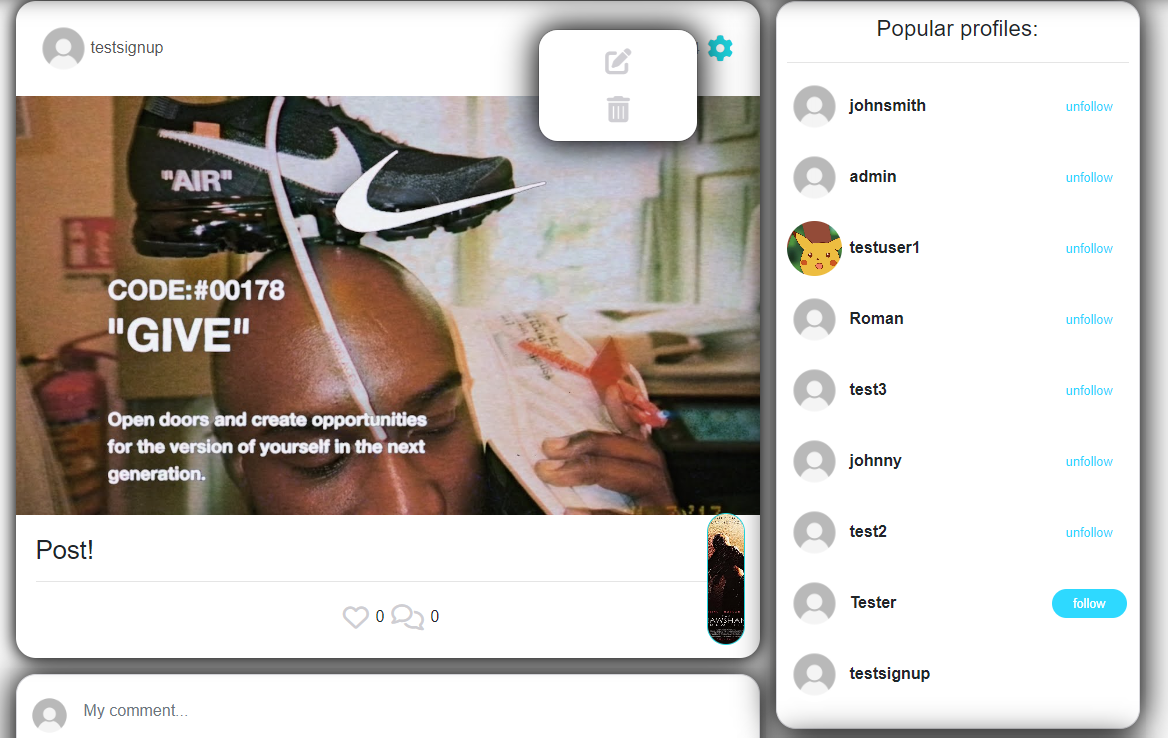 testsignup
"AIR"
CODE:#00178
"GIVE"
Open doors and create opportunities
for the version of yourself in the next
generation.
Post!
0
0
My comment...
Popular profiles:
johnsmith
unfollow
admin
unfollow
testuser1
unfollow
Roman
unfollow
test3
unfollow
johnny
unfollow
test2
unfollow
Tester
follow
testsignup